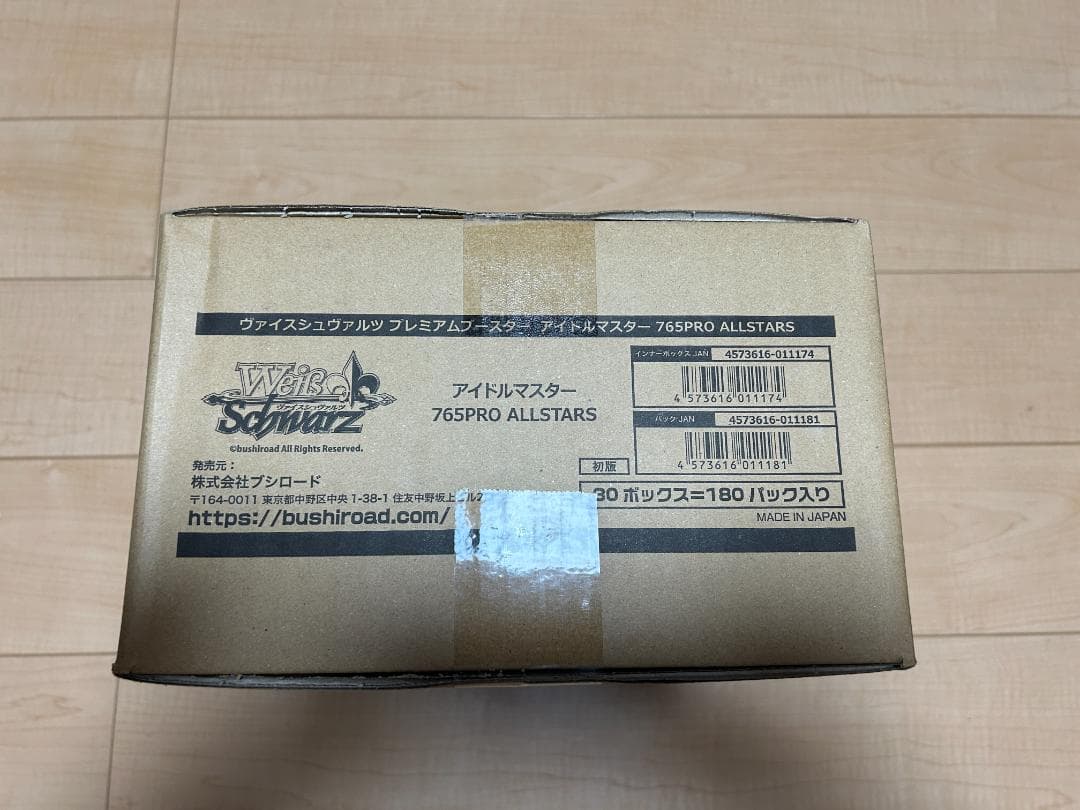 ヴァイスシュヴァルツ プレミアムブースター アイドルマスター 765PRO ALLSTARS
Weiß
ヴァイスシュヴァルツ
Schwarz
©bushiroad All Rights Reserved.
アイドルマスター
765PRO ALLSTARS
インナーボックス JAN 4573616-011174
4 573616 011174
パック JAN 4573616-011181
4 573616 011181
発売元:
株式会社ブシロード
〒164-0011 東京都中野区中央 1-38-1 住友中野坂上ビル
https://bushiroad.com/
初版
30 ボックス=180 パック入り
MADE IN JAPAN